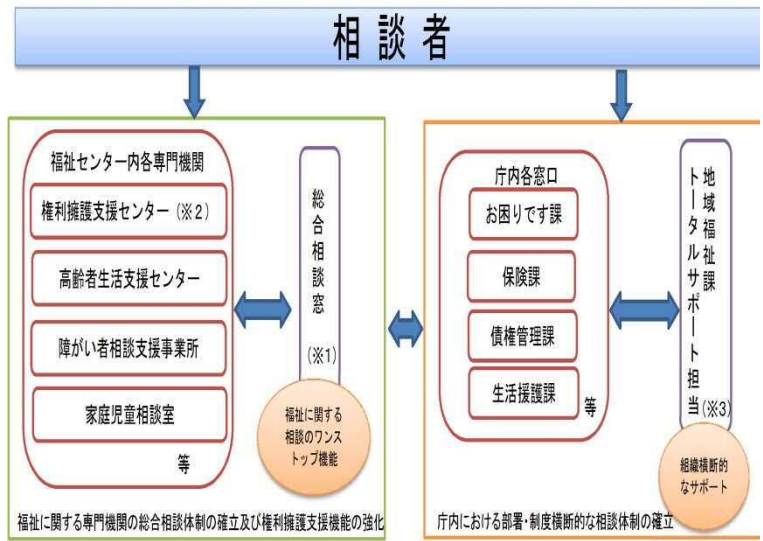 相談者
福祉センター内各専門機関
権利擁護支援センター（※2）
高齢者生活支援センター
障がい者相談支援事業所
家庭児童相談室
等
総合相談窓
（※1）
福祉に関する
相談のワンス
トップ機能
福祉に関する専門機関の総合相談体制の確立及び権利擁護支援機能の強化
庁内各窓口
お困りです課
保険課
債権管理課
生活援護課
等
地域福祉課
トータルサポート担当
（※3）
組織横断的
なサポート
庁内における部署・制度横断的な相談体制の確立